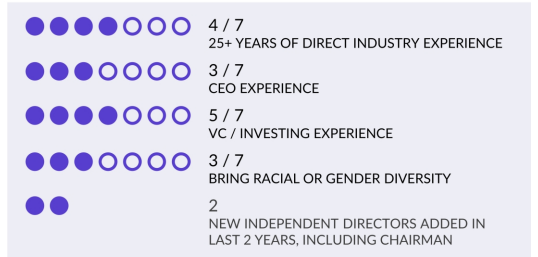 4 / 7
25+ YEARS OF DIRECT INDUSTRY EXPERIENCE
3 / 7
CEO EXPERIENCE
5 / 7
VC / INVESTING EXPERIENCE
3 / 7
BRING RACIAL OR GENDER DIVERSITY
2
NEW INDEPENDENT DIRECTORS ADDED IN
LAST 2 YEARS, INCLUDING CHAIRMAN